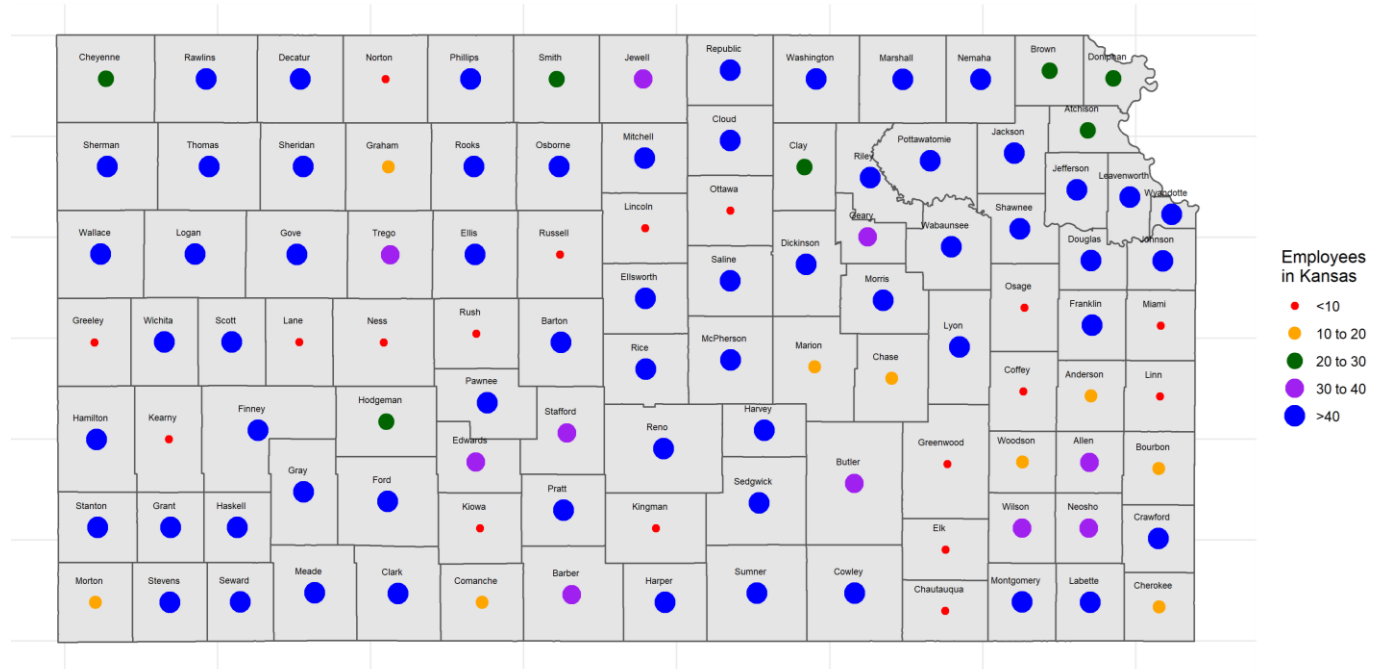 Cheyenne
Rawlins
Decatur
Norton
Phillips
Smith
Jewell
Republic
Washington
Marshall
Nemaha
Brown
Doniphan
Atchison
Sherman
Thomas
Sheridan
Graham
Rooks
Osborne
Mitchell
Cloud
Clay
Riley
Pottawatomie
Jackson
Jefferson
Leavenworth
Wyandotte
Ottawa
Lincoln
Geary
Wabaunsee
Shawnee
Wallace
Logan
Gove
Trego
Ellis
Russell
Dickinson
Douglas
Johnson
Saline
Ellsworth
Morris
Osage
Franklin
Miami
Greeley
Wichita
Scott
Lane
Ness
Rush
Barton
Rice
McPherson
Marion
Chase
Lyon
Coffey
Anderson
Linn
Pawnee
Hamilton
Kearny
Finney
Hodgeman
Stafford
Edwards
Reno
Harvey
Greenwood
Woodson
Allen
Bourbon
Gray
Ford
Butler
Sedgwick
Pratt
Stanton
Grant
Haskell
Kiowa
Kingman
Elk
Wilson
Neosho
Crawford
Morton
Stevens
Seward
Meade
Clark
Comanche
Barber
Harper
Sumner
Cowley
Chautauqua
Montgomery
Labette
Cherokee
Employees
in Kansas
<10
10 to 20
20 to 30
30 to 40
>40